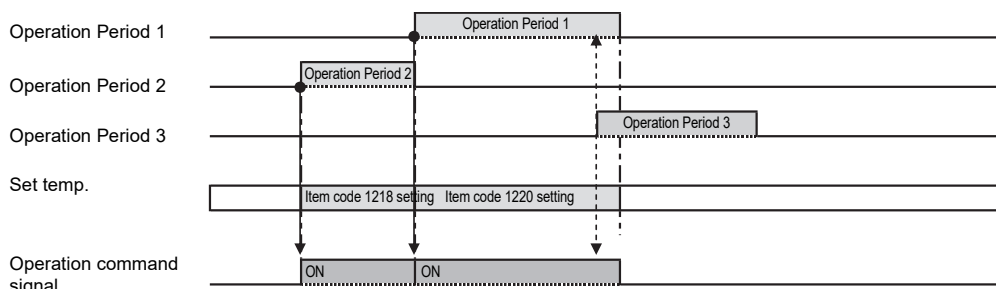 Operation Period 1
Operation Period 1
Operation Period 2
Operation Period 2
Operation Period 3
Operation Period 3
Set temp.
Item code 1218 setting
Item code 1220 setting
Operation command
signal
ON
ON